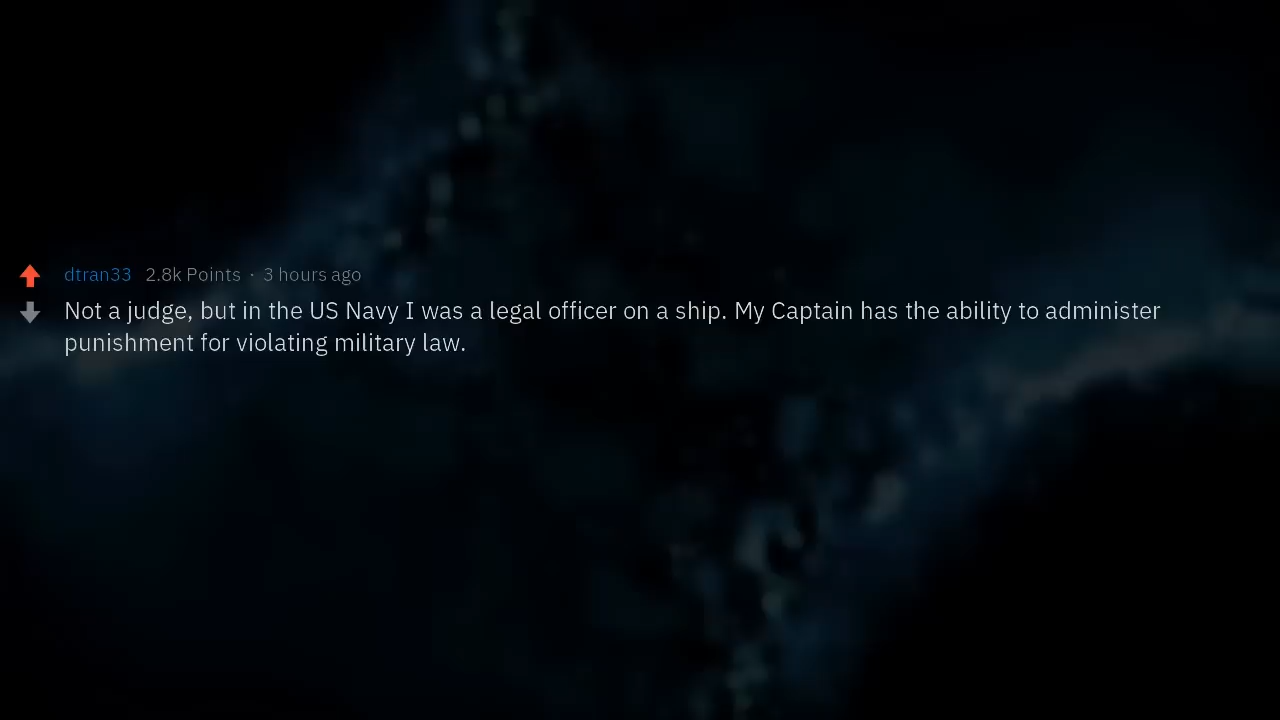 dtran33 2.8k Points · 3 hours ago
Not a judge, but in the US Navy I was a legal officer on a ship. My Captain has the ability to administer
punishment for violating military law.